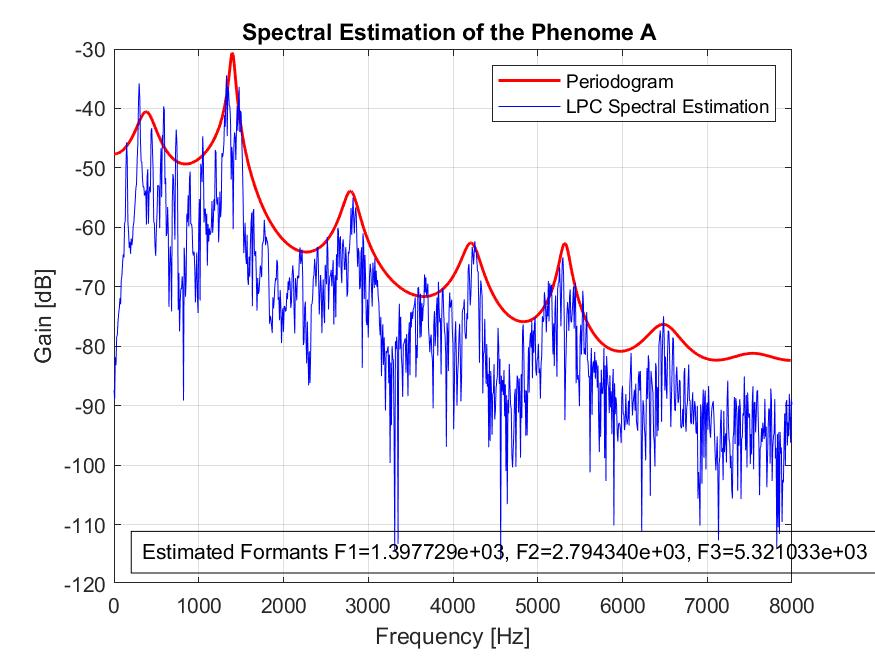 Spectral Estimation of the Phenome A
-30
-40
-50
-60
-70
-80
-90
-100
-110
-120
Gain [dB]
Periodogram
LPC Spectral Estimation
Estimated Formants F1=1.397729e+03, F2=2.794340e+03, F3=5.321033e+03
0 1000 2000 3000 4000 5000 6000 7000 8000
Frequency [Hz]